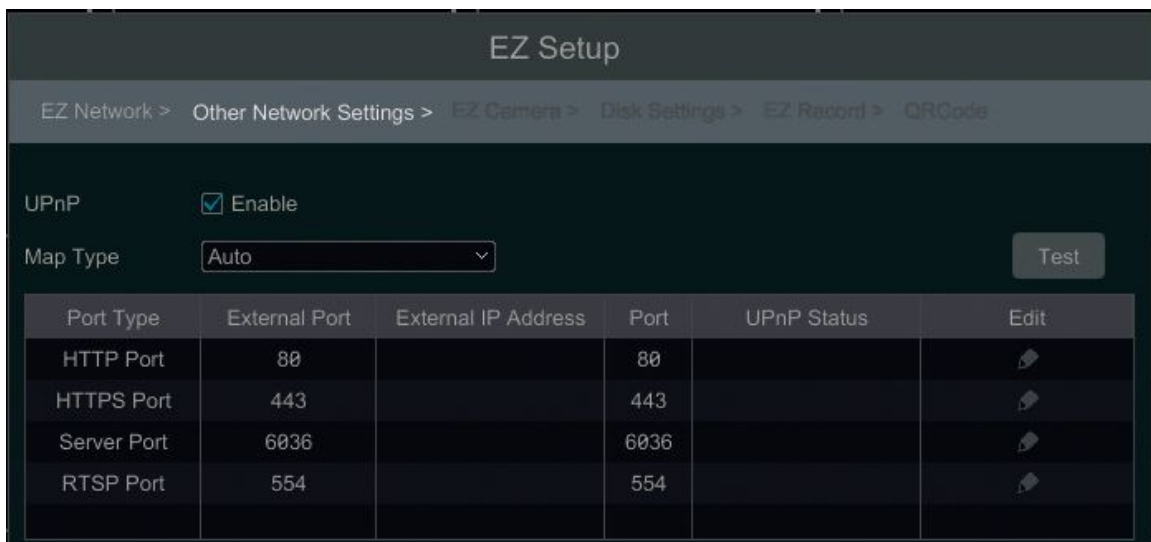 EZ Setup
EZ Network > Other Network Settings > EZ Camera > Disk Settings > EZ Record > QRCode
UPnP Enable
Map Type Auto Test
Port Type External Port External IP Address Port UPnP Status Edit
HTTP Port 80 80
HTTPS Port 443 443
Server Port 6036 6036
RTSP Port 554 554